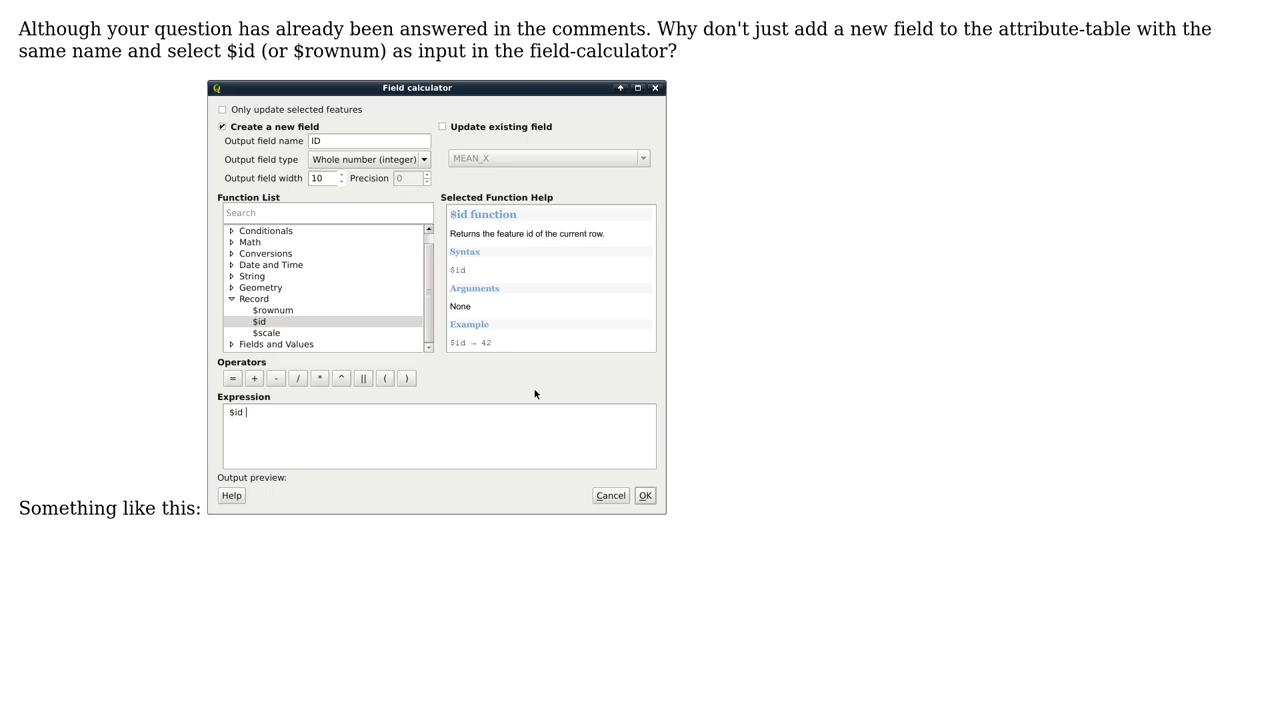 Although your question has already been answered in the comments. Why don't just add a new field to the attribute-table with the
same name and select $id (or $rownum) as input in the field-calculator?
Field calculator
Only update selected features
Create a new field
Update existing field
Output field name ID
Output field type Whole number (integer)
MEAN_X
Output field width 10 Precision 0
Function List
Selected Function Help
Search
Conditionals
Math
Conversions
Date and Time
String
Geometry
Record
$rownum
$id
$scale
Fields and Values
$id function
Returns the feature id of the current row.
Syntax
$id
Arguments
None
Example
$id → 42
Operators
= + - / * ^ || ( )
Expression
$id
Output preview:
Help Cancel OK
Something like this: